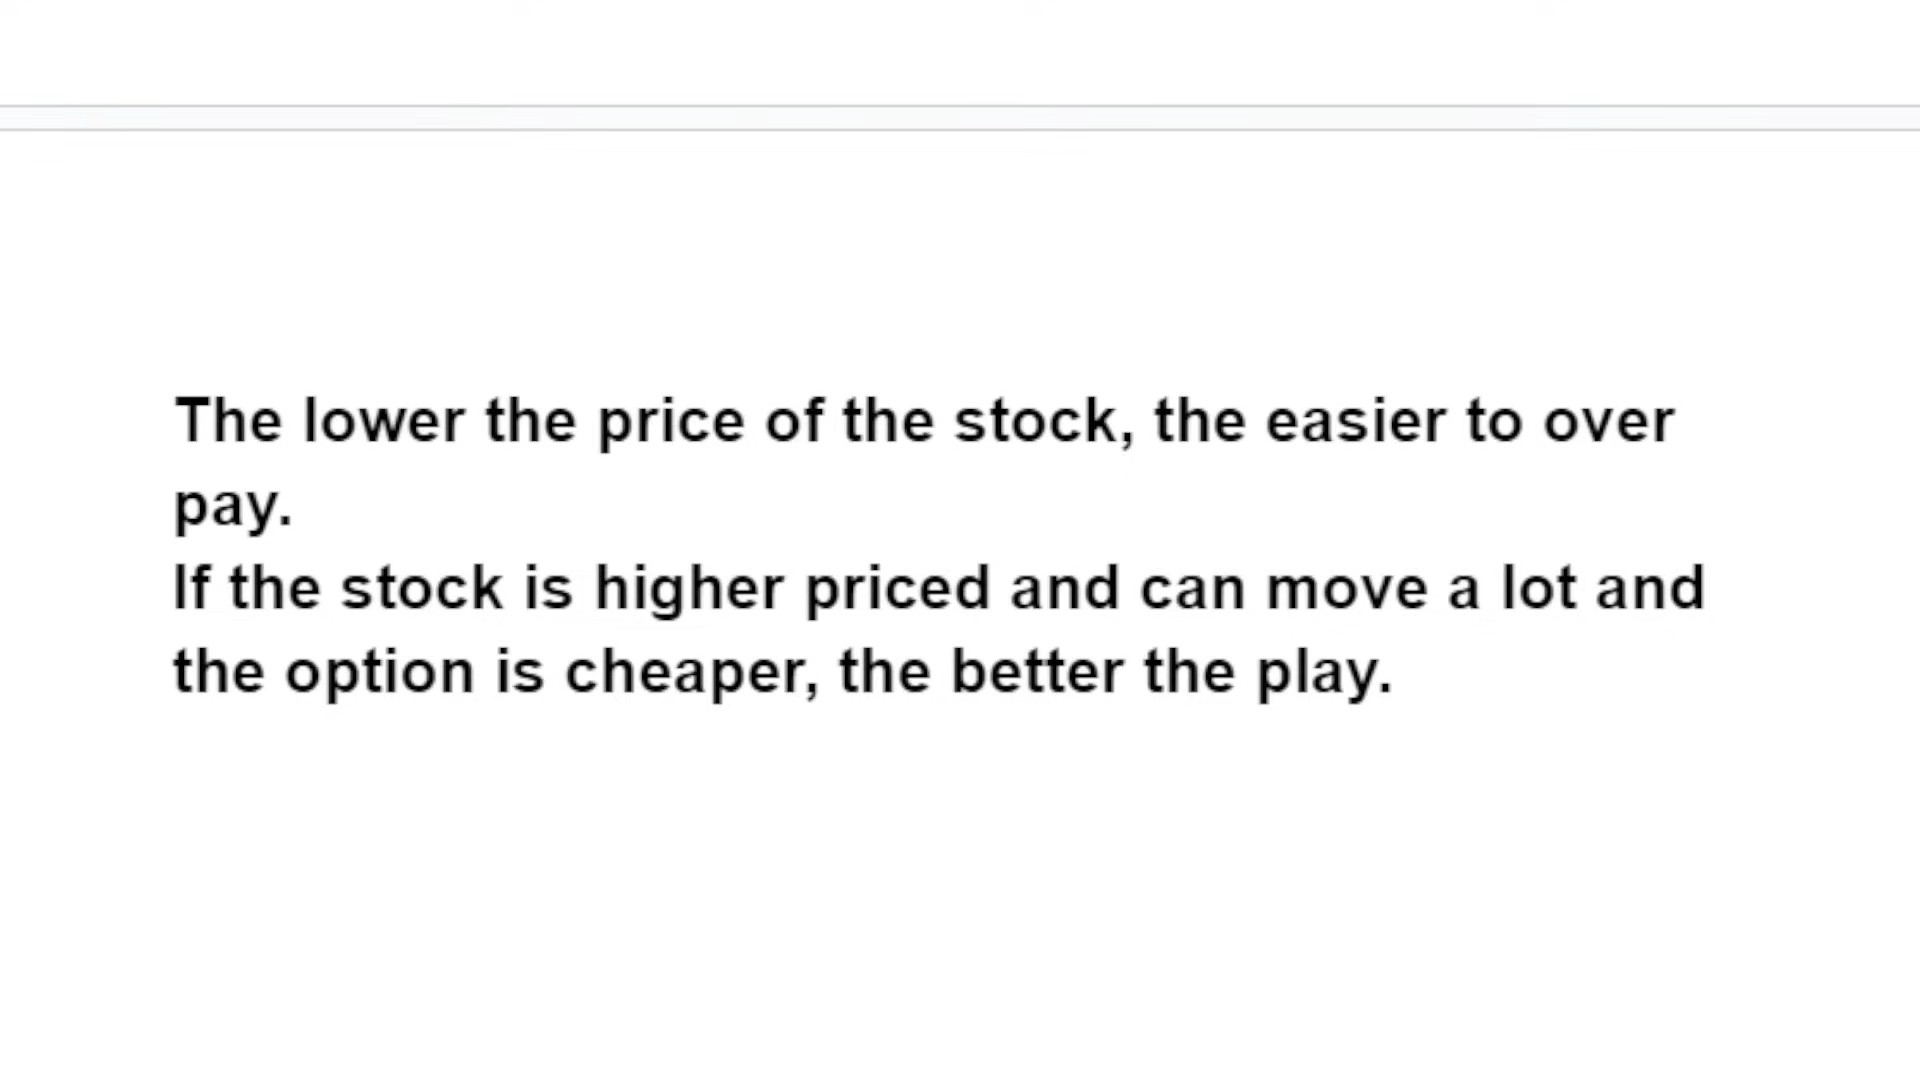 The lower the price of the stock, the easier to over
pay.
If the stock is higher priced and can move a lot and
the option is cheaper, the better the play.